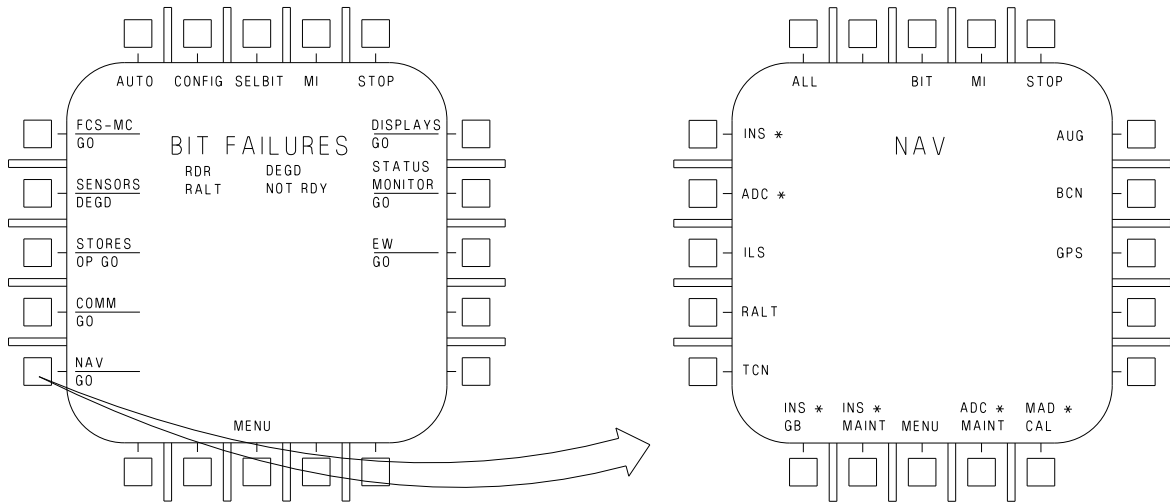 AUTO CONFIG SELBIT MI STOP
FCS-MC
GO
BIT FAILURES
DISPLAYS
GO
RDR DEGD
RALT NOT RDY
STATUS
MONITOR
GO
SENSORS
DEGD
STORES
OP GO
EW
GO
COMM
GO
NAV
GO
MENU
ALL BIT MI STOP
INS *
NAV
AUG
ADC *
BCN
ILS
GPS
RALT
TCN
INS * INS * ADC * MAD *
GB MAINT MENU MAINT CAL